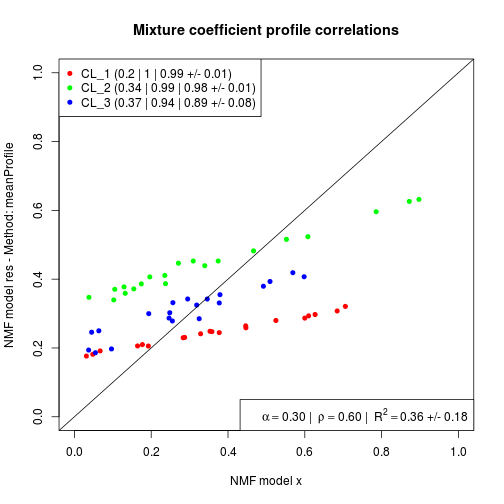 Mixture coefficient profile correlations
CL_1 (0.2 | 1 | 0.99 +/- 0.01)
CL_2 (0.34 | 0.99 | 0.98 +/- 0.01)
CL_3 (0.37 | 0.94 | 0.89 +/- 0.08)
NMF model res - Method: meanProfile
1.0
0.8
0.6
0.4
0.2
0.0
α = 0.30 | ρ = 0.60 | R² = 0.36 +/- 0.18
0.0 0.2 0.4 0.6 0.8 1.0
NMF model x